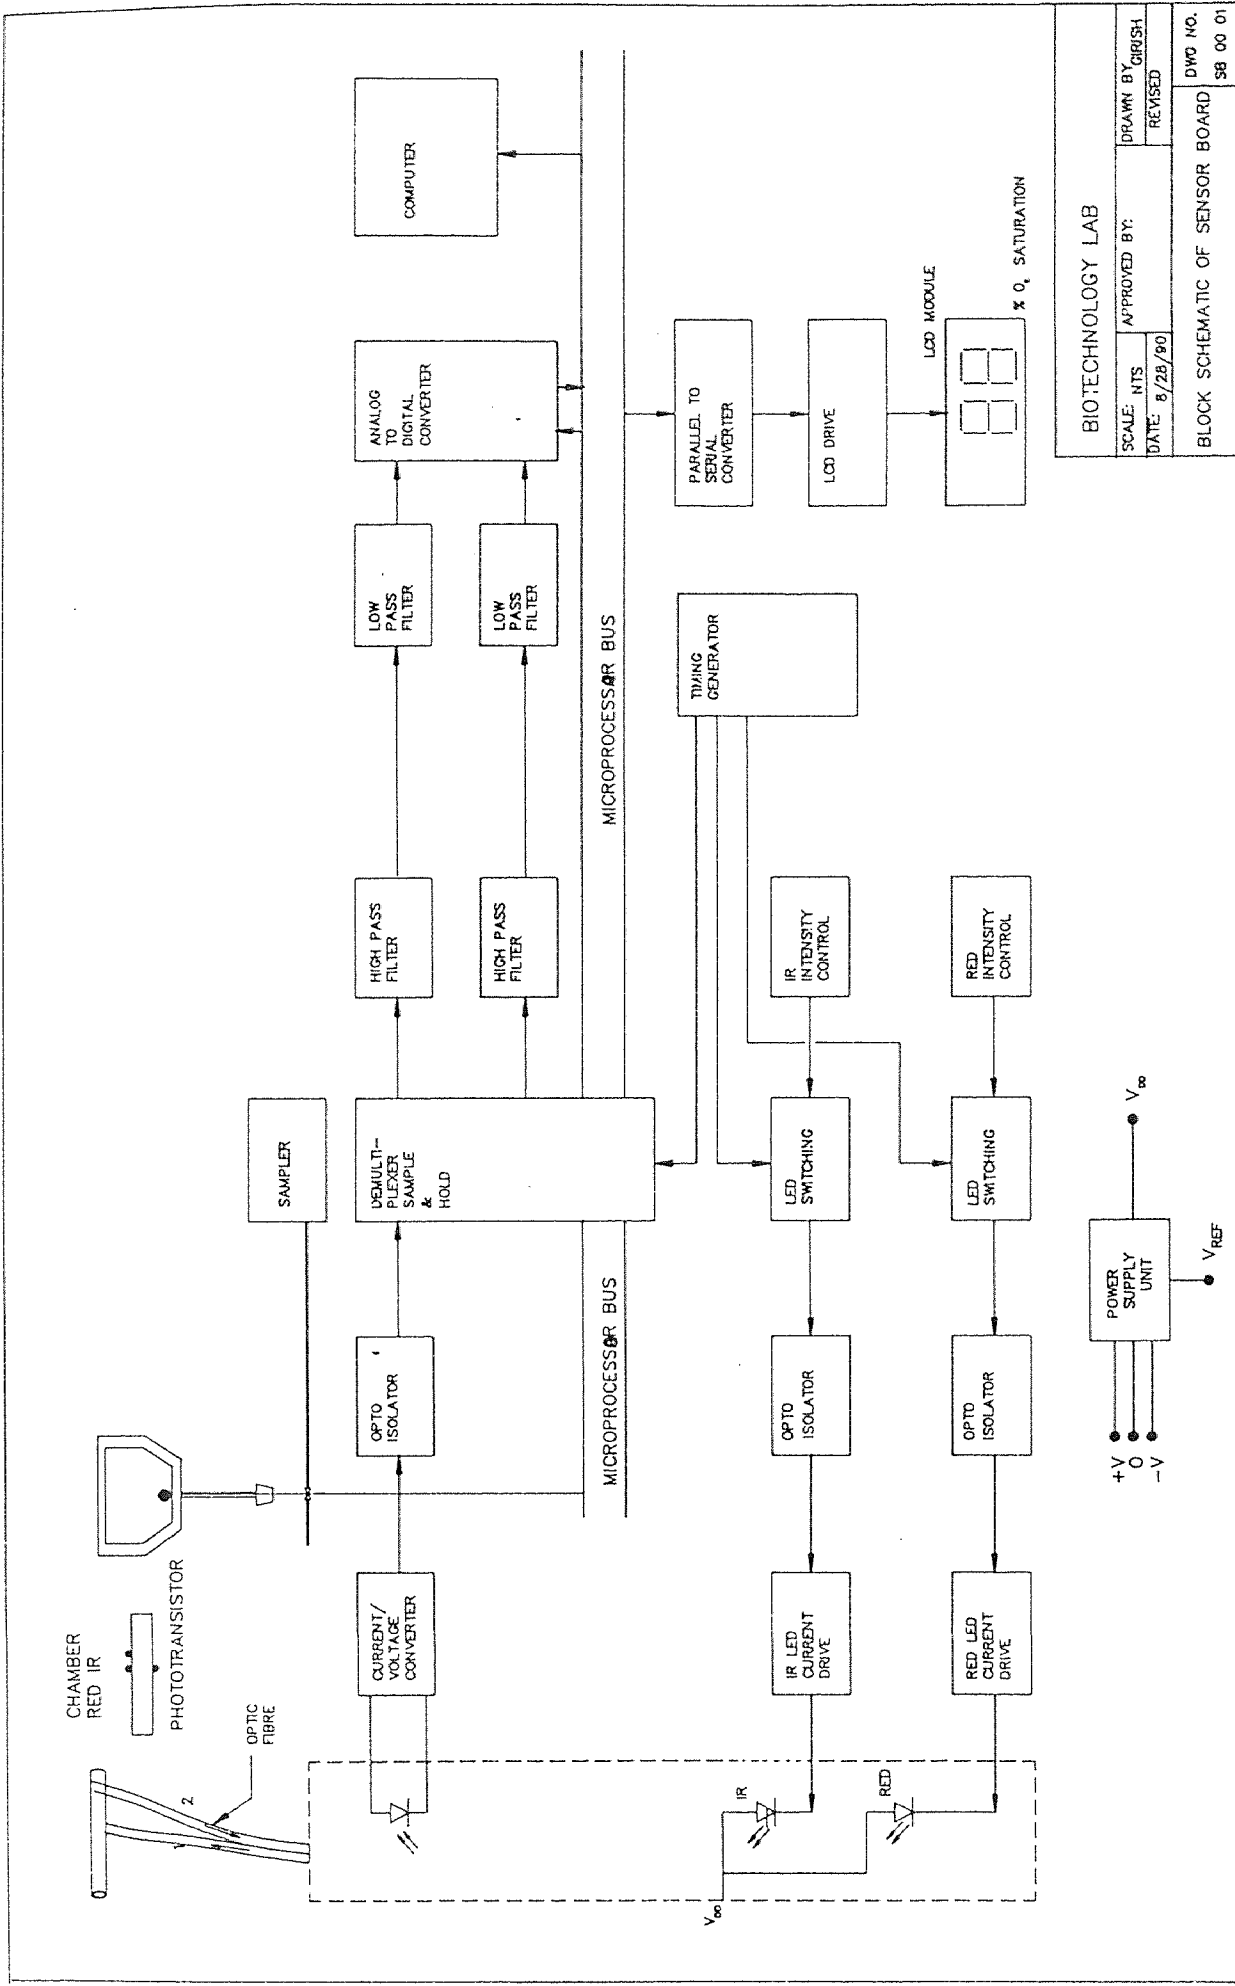 CHAMBER
RED IR
PHOTOTRANSISTOR
OPTIC
FIBRE
1
2
SAMPLER
CURRENT/
VOLTAGE
CONVERTER
OPTO
ISOLATOR
DEMULTI-
PLEXER
SAMPLE
&
HOLD
HIGH PASS
FILTER
HIGH PASS
FILTER
LOW
PASS
FILTER
LOW
PASS
FILTER
ANALOG
TO
DIGITAL
CONVERTER
COMPUTER
MICROPROCESSOR BUS
MICROPROCESSOR BUS
PARALLEL TO
SERIAL
CONVERTER
LCD DRIVE
LCD MODULE
% O₂ SATURATION
TIMING
GENERATOR
IR
INTENSITY
CONTROL
RED
INTENSITY
CONTROL
LED
SWITCHING
LED
SWITCHING
OPTO
ISOLATOR
OPTO
ISOLATOR
IR LED
CURRENT
DRIVE
RED LED
CURRENT
DRIVE
IR
RED
V_DD
+V
O
-V
POWER
SUPPLY
UNIT
V_DD
V_REF
BIOTECHNOLOGY LAB
SCALE: NTS
APPROVED BY:
DRAWN BY GIRISH
DATE: 8/28/90
REVISED
BLOCK SCHEMATIC OF SENSOR BOARD
DWG NO.
SB 00 01